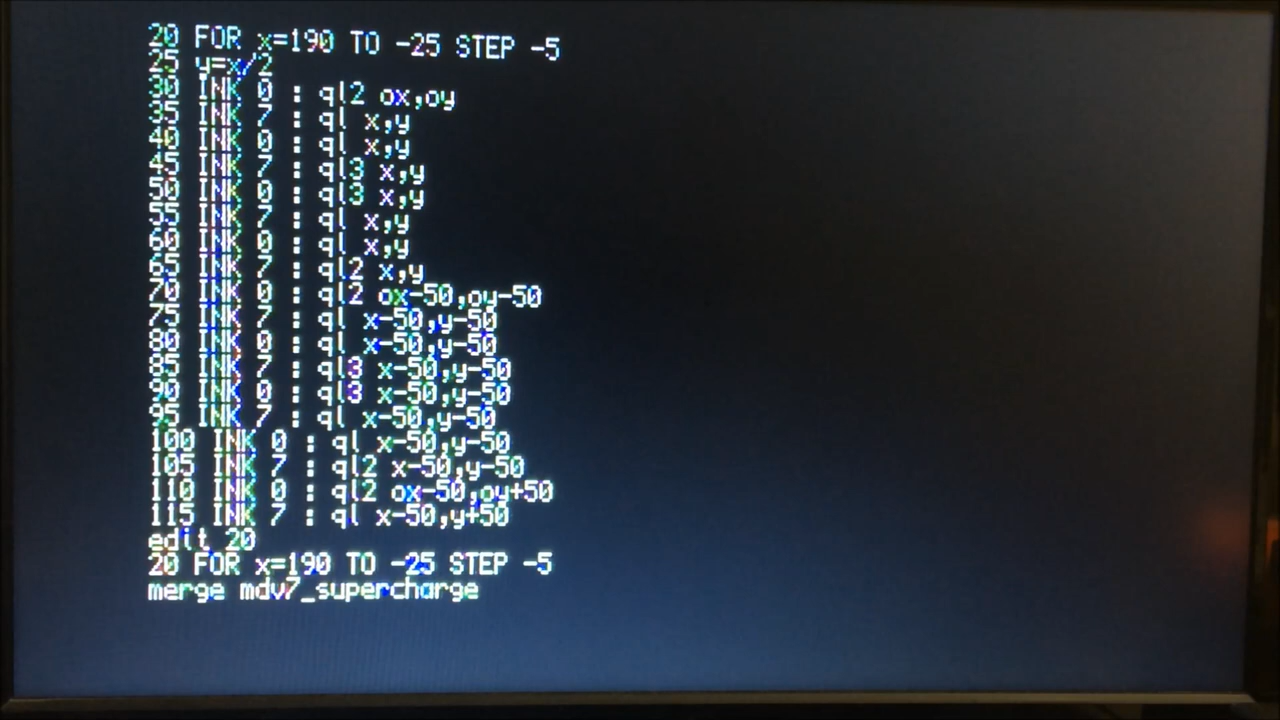 20 FOR x=190 TO -25 STEP -5
25 y=x/2
30 INK 0 : ql2 ox,oy
35 INK 7 : ql x,y
40 INK 0 : ql x,y
45 INK 7 : ql3 x,y
50 INK 0 : ql3 x,y
55 INK 7 : ql x,y
60 INK 0 : ql x,y
65 INK 7 : ql2 x,y
70 INK 0 : ql2 ox-50,oy-50
75 INK 7 : ql x-50,y-50
80 INK 0 : ql x-50,y-50
85 INK 7 : ql3 x-50,y-50
90 INK 0 : ql3 x-50,y-50
95 INK 7 : ql x-50,y-50
100 INK 0 : ql x-50,y-50
105 INK 7 : ql2 x-50,y-50
110 INK 0 : ql2 ox-50,oy+50
115 INK 7 : ql x-50,y+50
edit 20
20 FOR x=190 TO -25 STEP -5
merge mdv7_supercharge